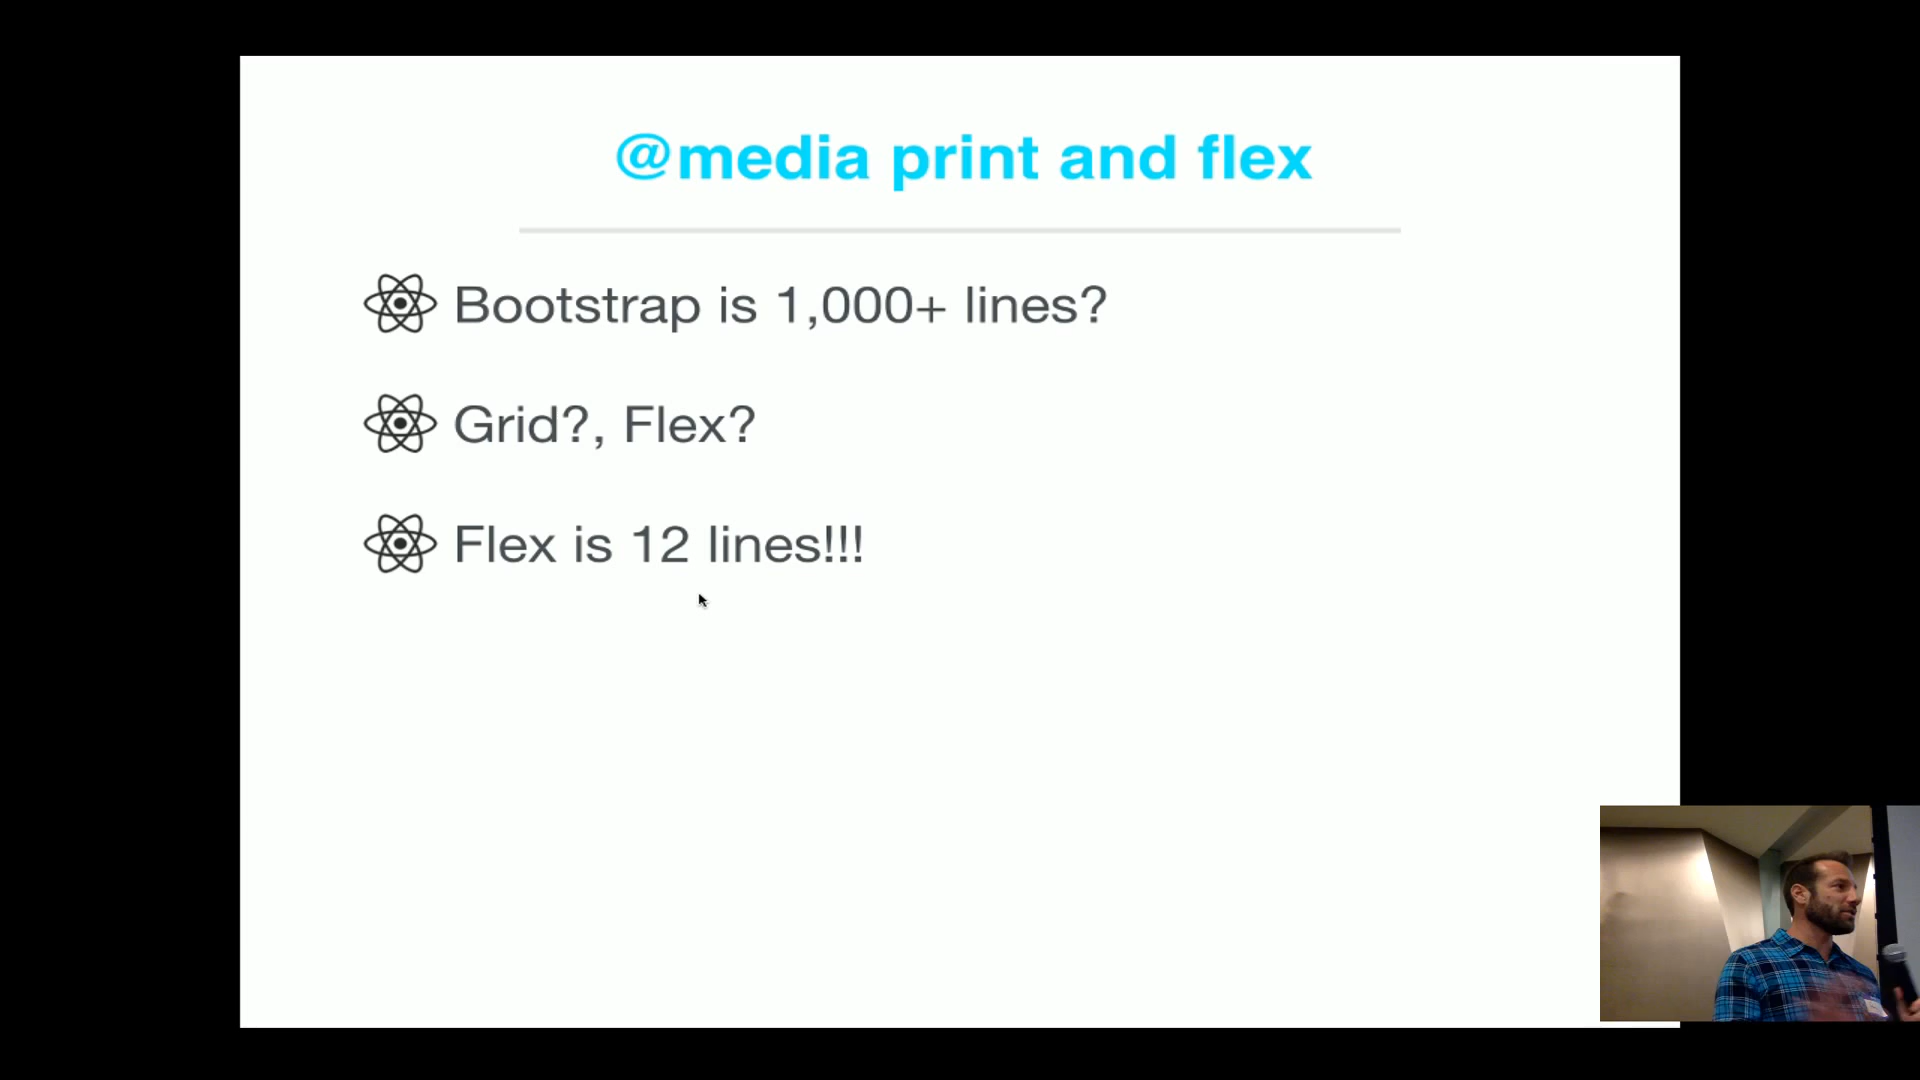 @media print and flex
Bootstrap is 1,000+ lines?
Grid?, Flex?
Flex is 12 lines!!!